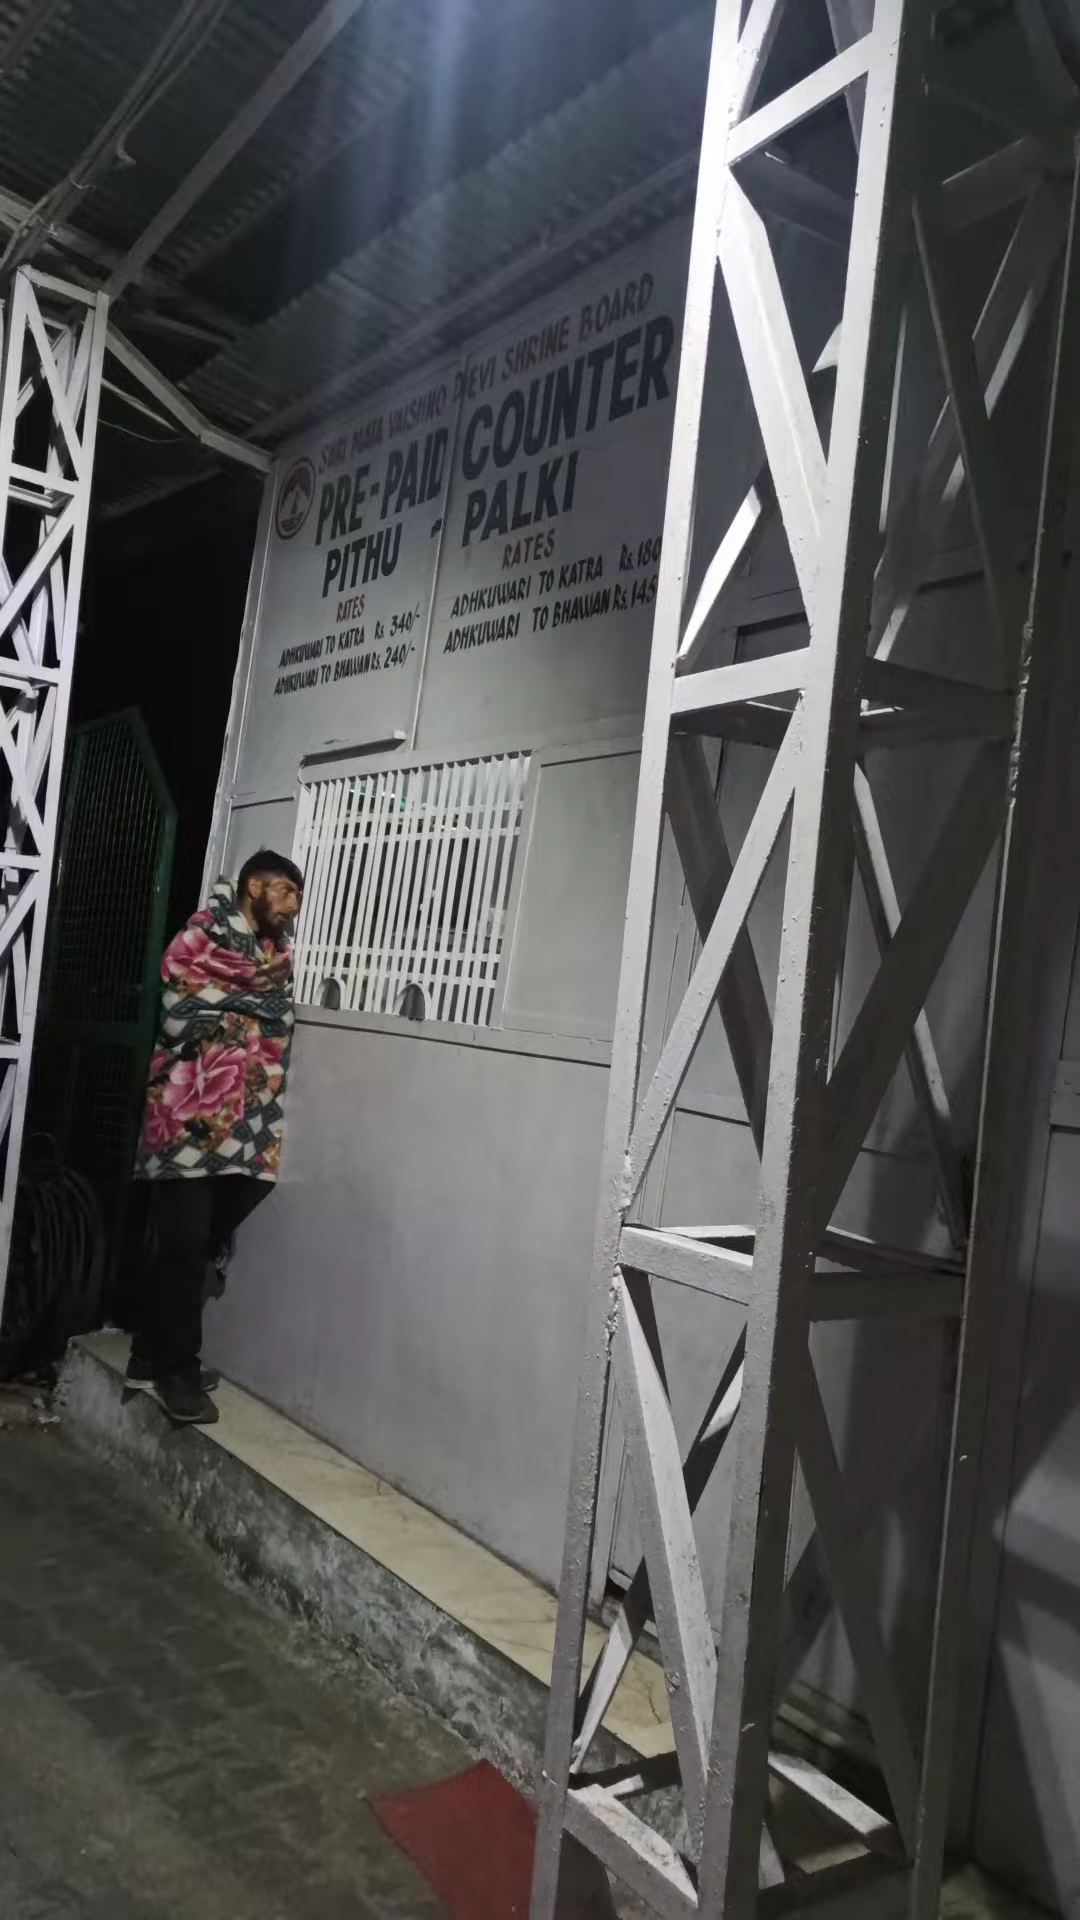 SHRI MATA VAISHNO DEVI SHRINE BOARD
PRE-PAID COUNTER
PITHU - PALKI
RATES
ADHKUWARI TO KATRA Rs. 340/-
ADHKUWARI TO BHAWAN Rs. 240/-
RATES
ADHKUWARI TO KATRA Rs. 180
ADHKUWARI TO BHAWAN Rs. 145